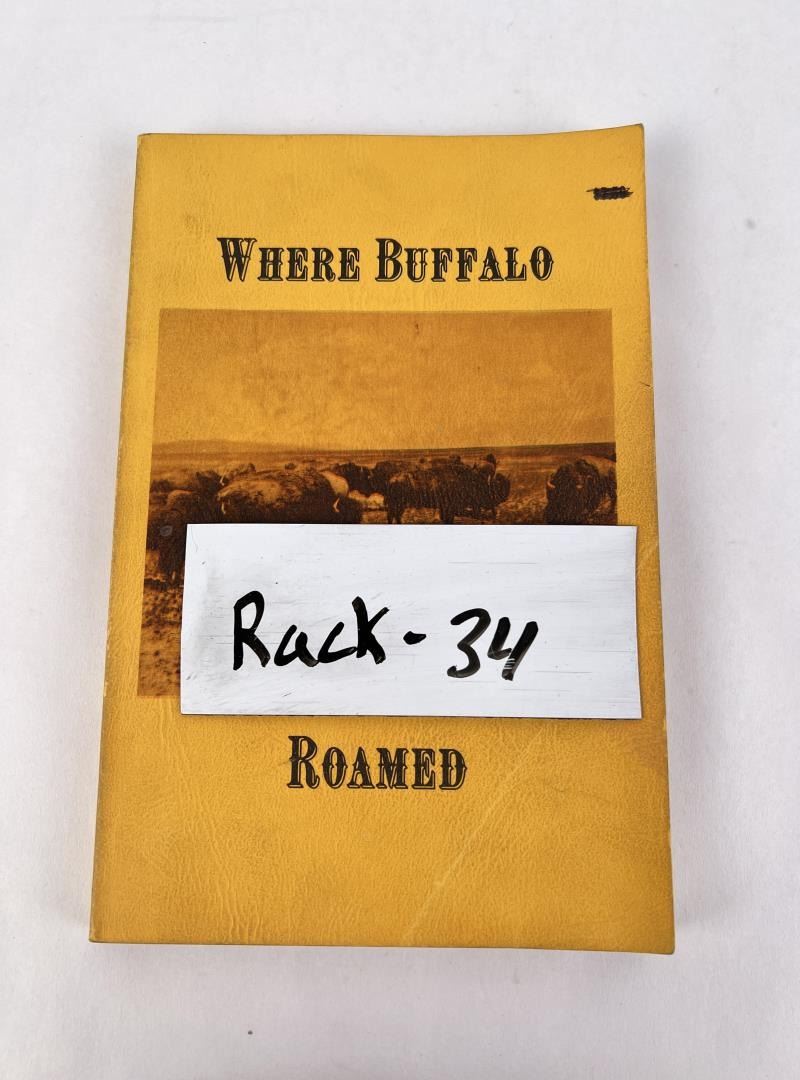 WHERE BUFFALO
Rack - 34
ROAMED